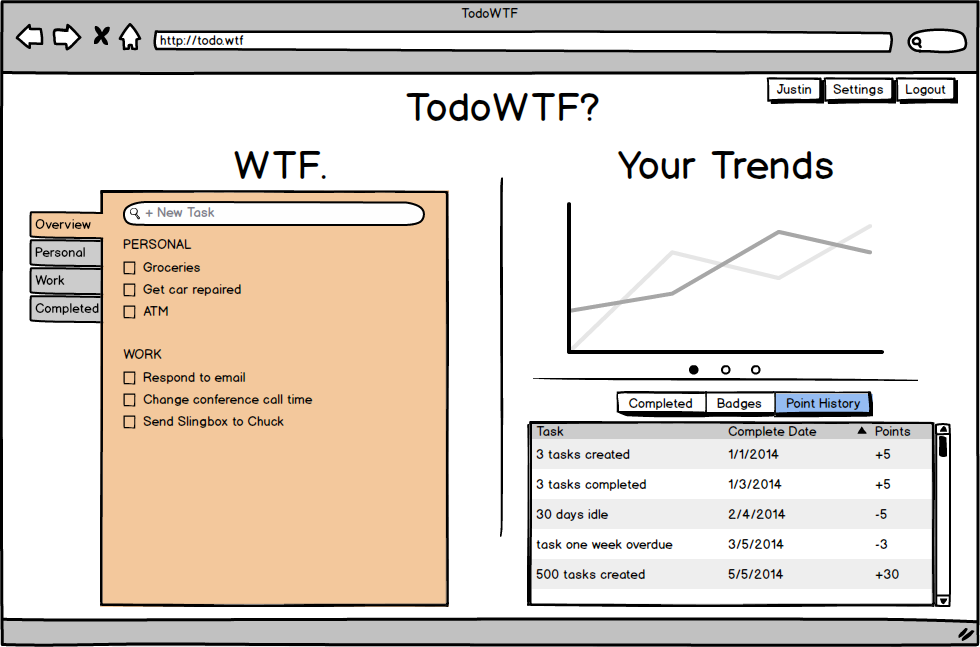 TodoWTF
http://todo.wtf
Justin Settings Logout
TodoWTF?
WTF.
+ New Task
Overview
Personal
Work
Completed
PERSONAL
Groceries
Get car repaired
ATM
WORK
Respond to email
Change conference call time
Send Slingbox to Chuck
Your Trends
Completed Badges Point History
Task Complete Date Points
3 tasks created 1/1/2014 +5
3 tasks completed 1/3/2014 +5
30 days idle 2/4/2014 -5
task one week overdue 3/5/2014 -3
500 tasks created 5/5/2014 +30